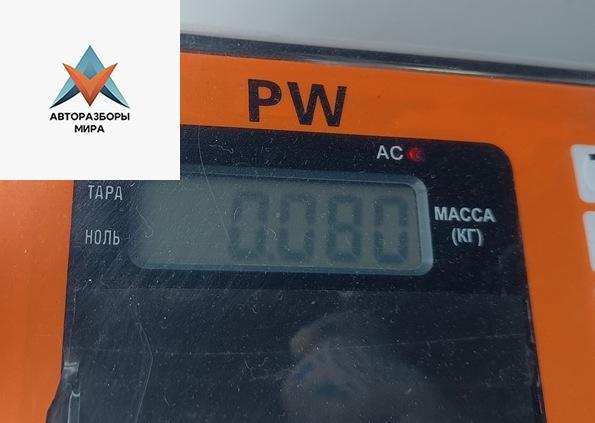 АВТОРАЗБОРЫ
МИРА
PW
AC
ТАРА
НОЛЬ
0.080
МАССА
(КГ)